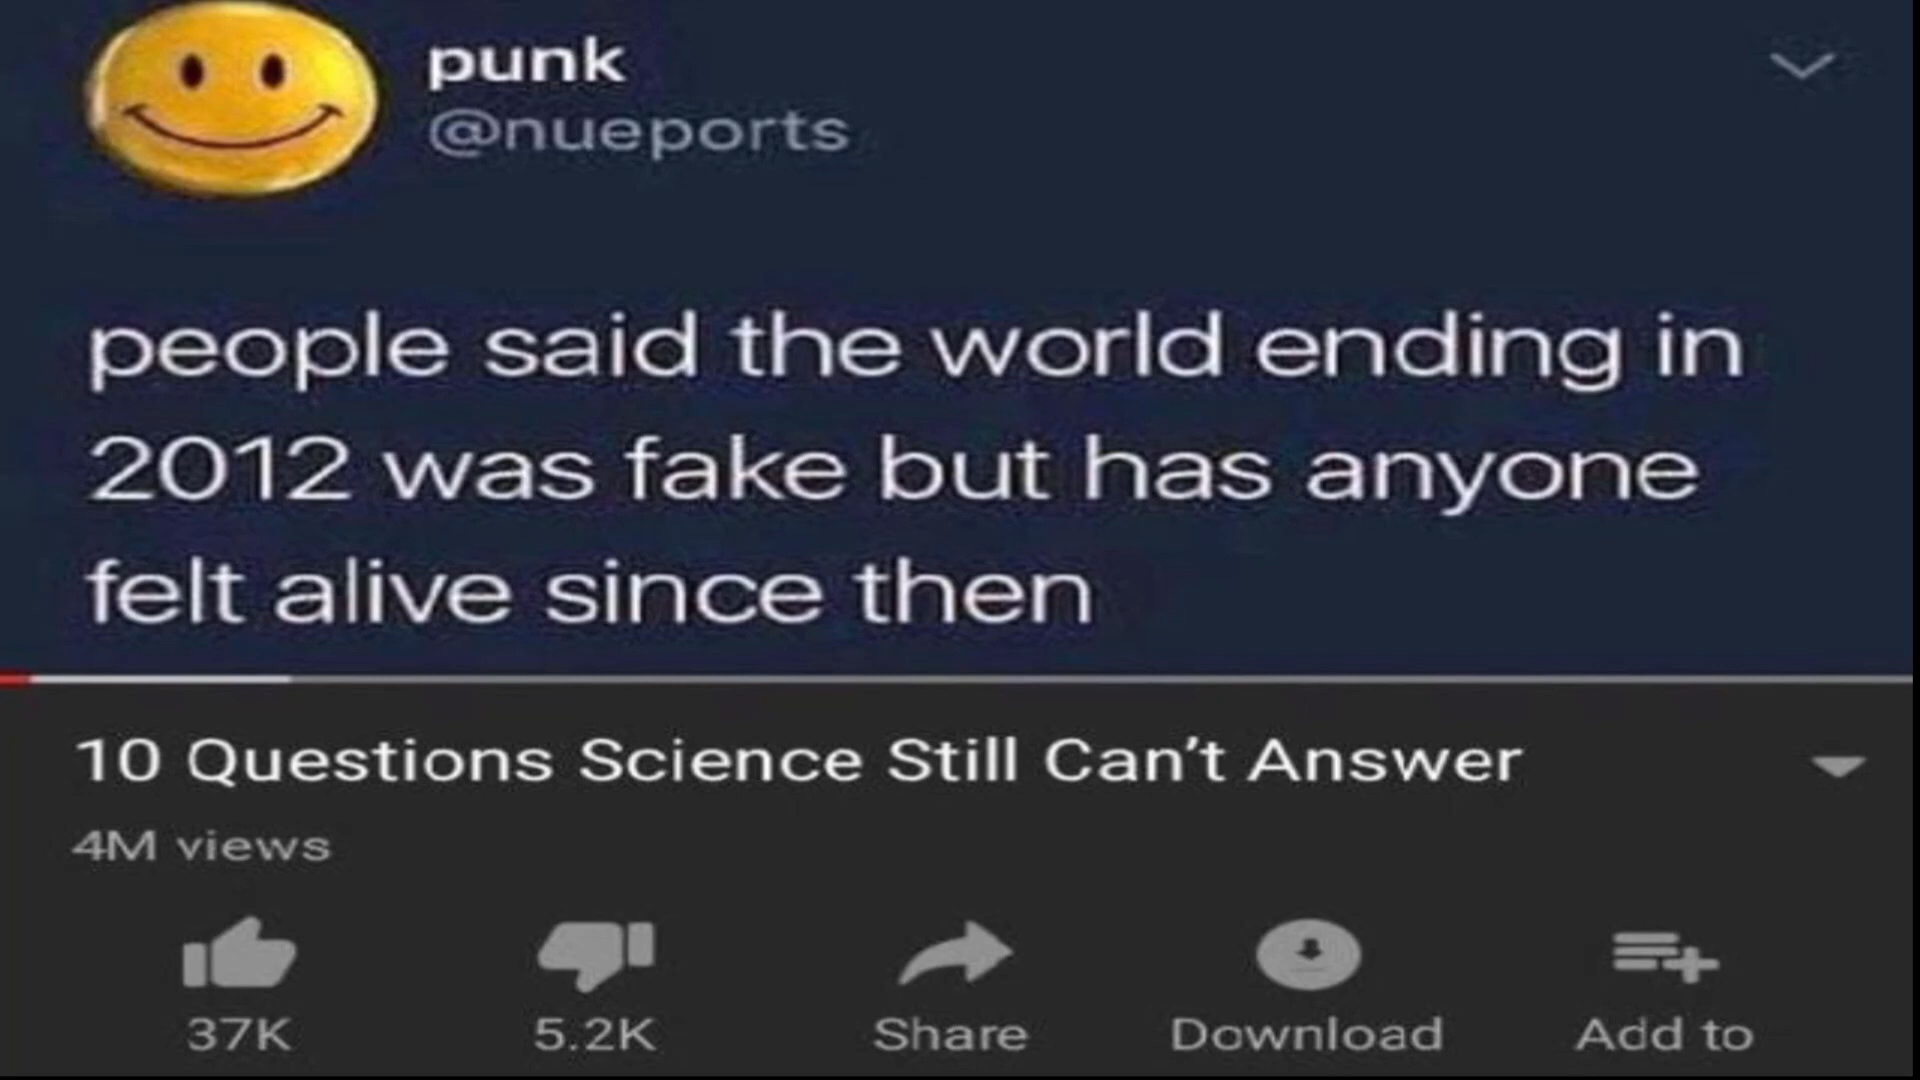 punk
@nueports
people said the world ending in
2012 was fake but has anyone
felt alive since then
10 Questions Science Still Can't Answer
4M views
37K
5.2K
Share
Download
Add to